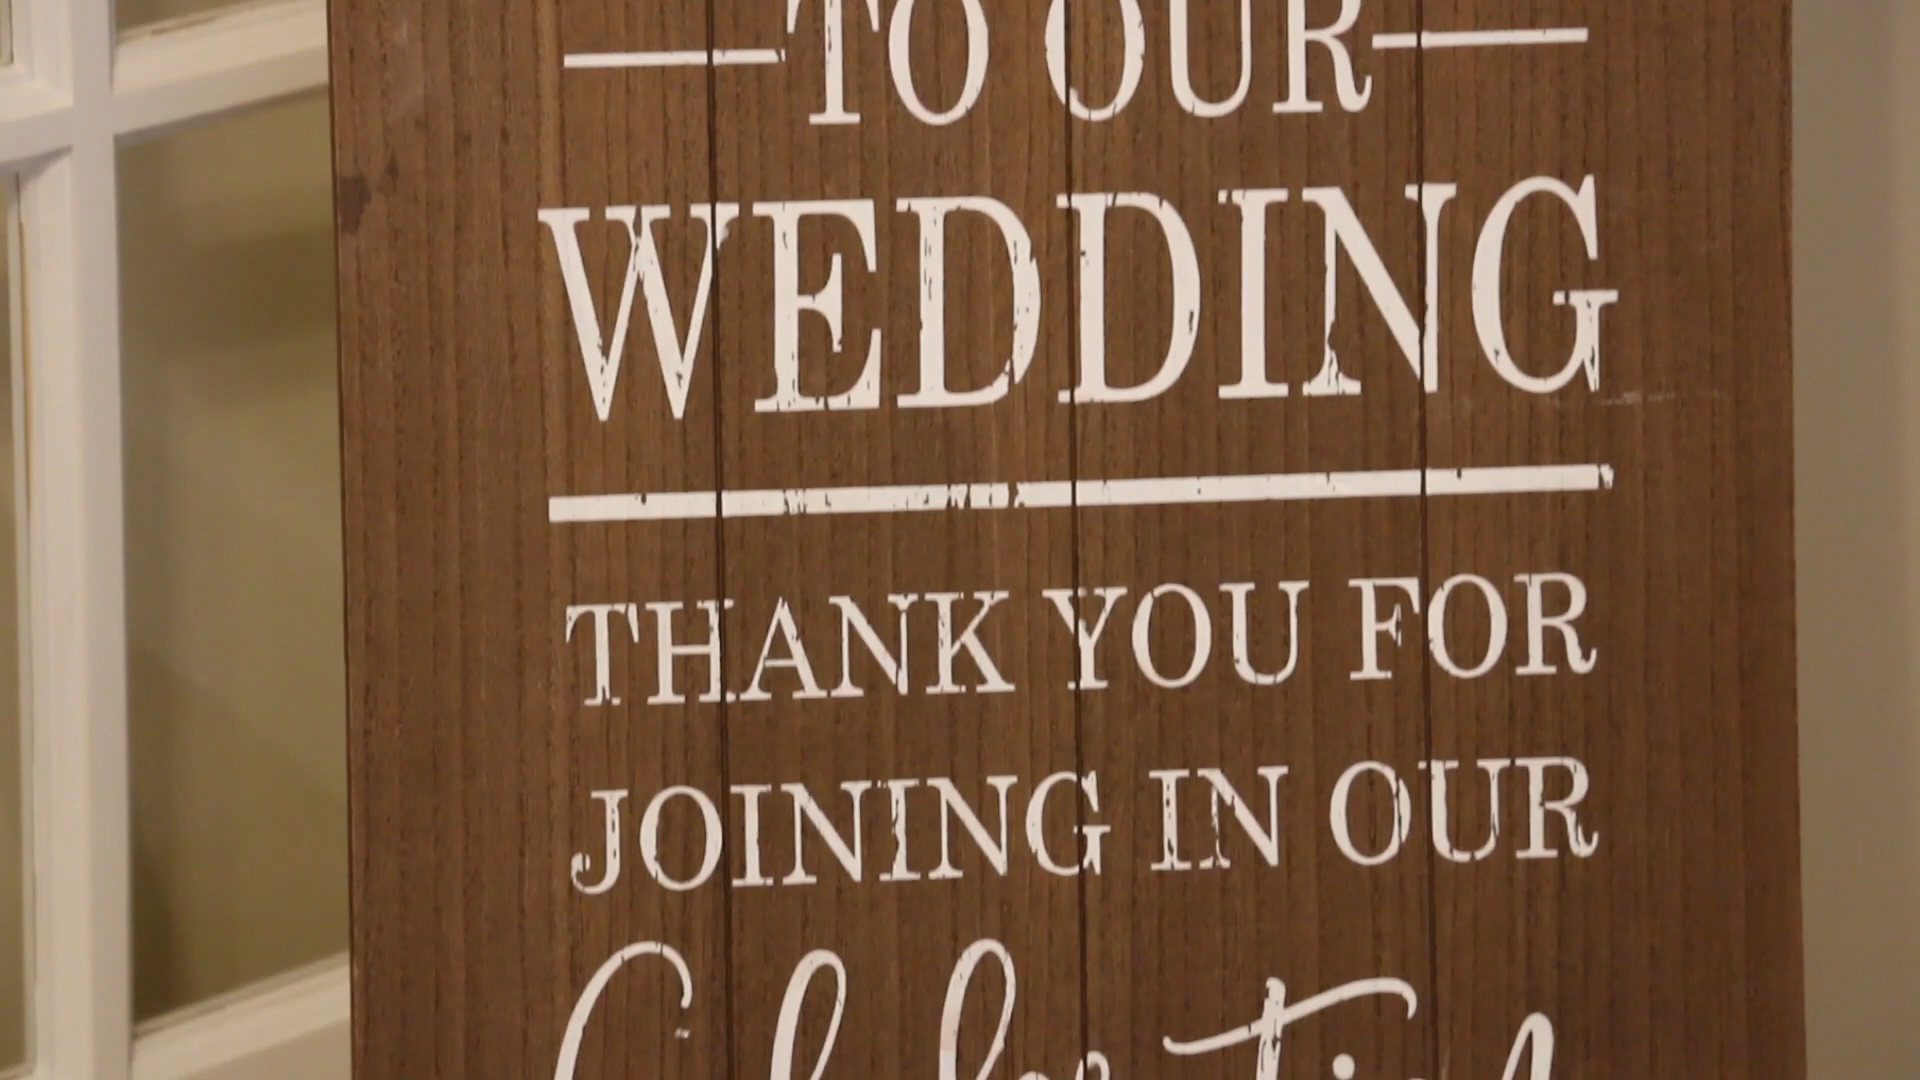 TO OUR
WEDDING
THANK YOU FOR
JOINING IN OUR